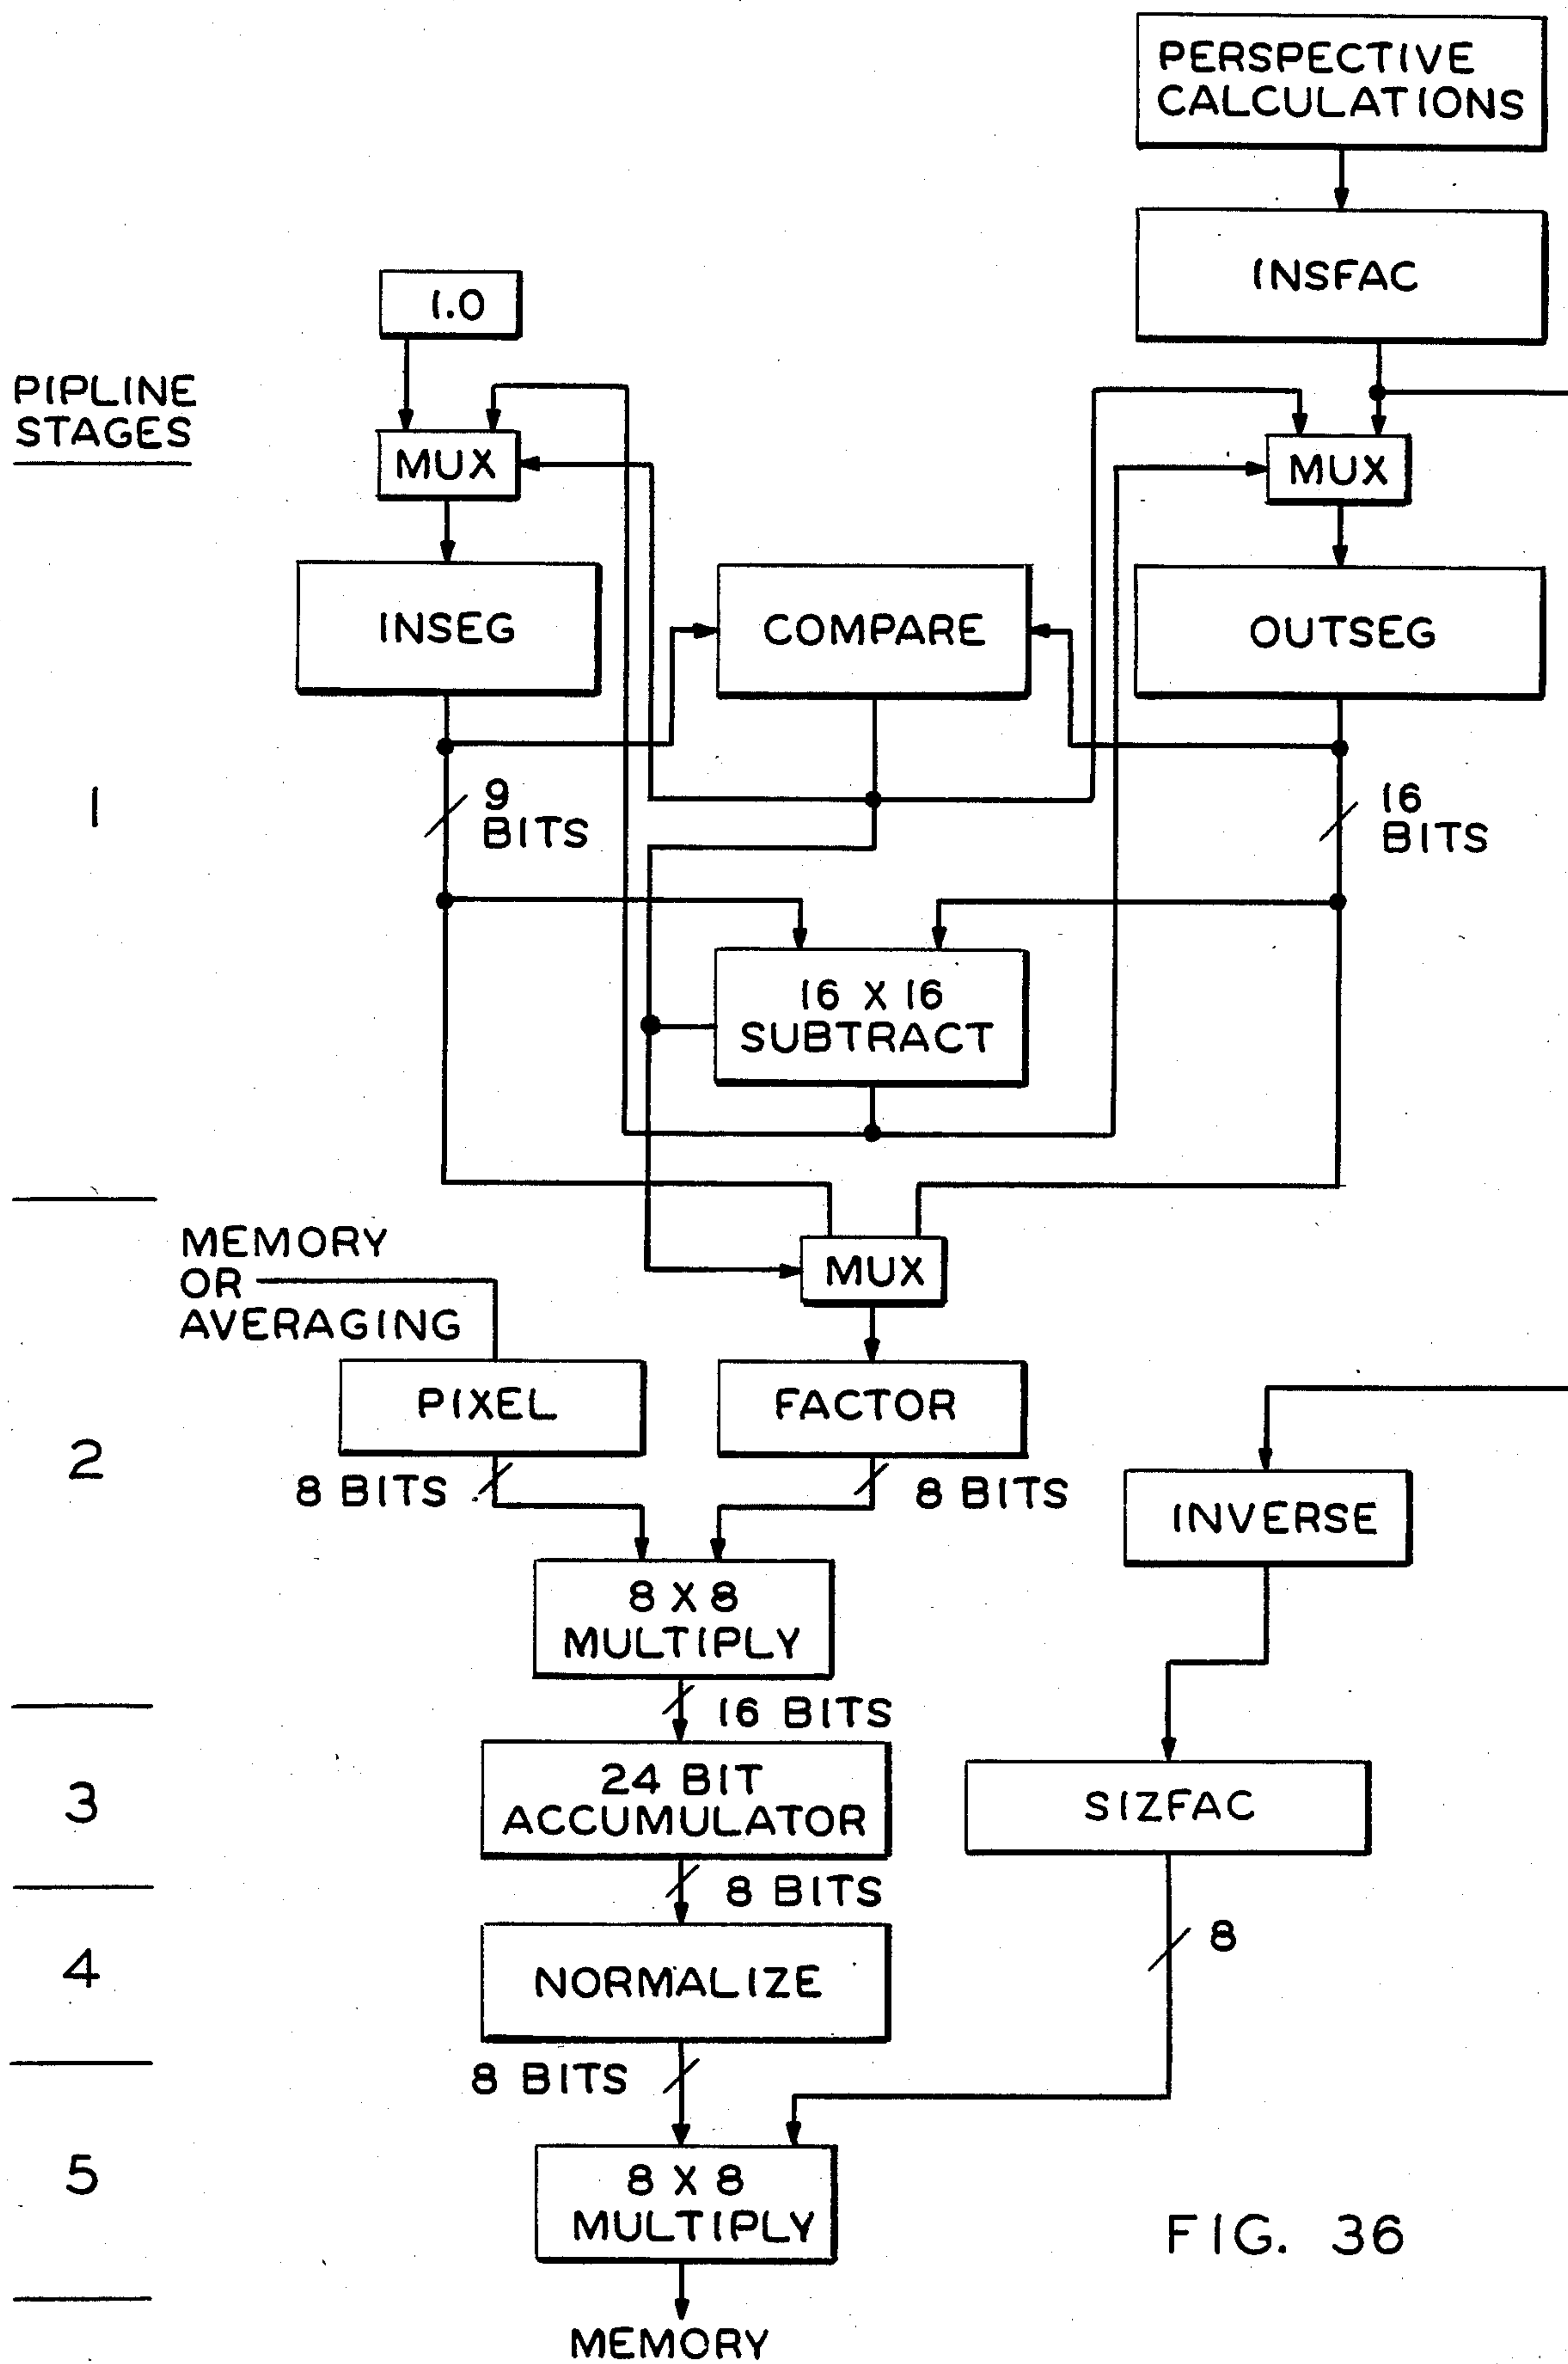 PERSPECTIVE
CALCULATIONS
INSFAC
1.0
PIPLINE
STAGES
MUX
MUX
INSEG
COMPARE
OUTSEG
1
9
BITS
16
BITS
16 X 16
SUBTRACT
MEMORY
OR
AVERAGING
MUX
PIXEL
FACTOR
2
8 BITS
8 BITS
INVERSE
8 X 8
MULTIPLY
16 BITS
3
24 BIT
ACCUMULATOR
SIZFAC
8 BITS
8
4
NORMALIZE
8 BITS
5
8 X 8
MULTIPLY
FIG. 36
MEMORY